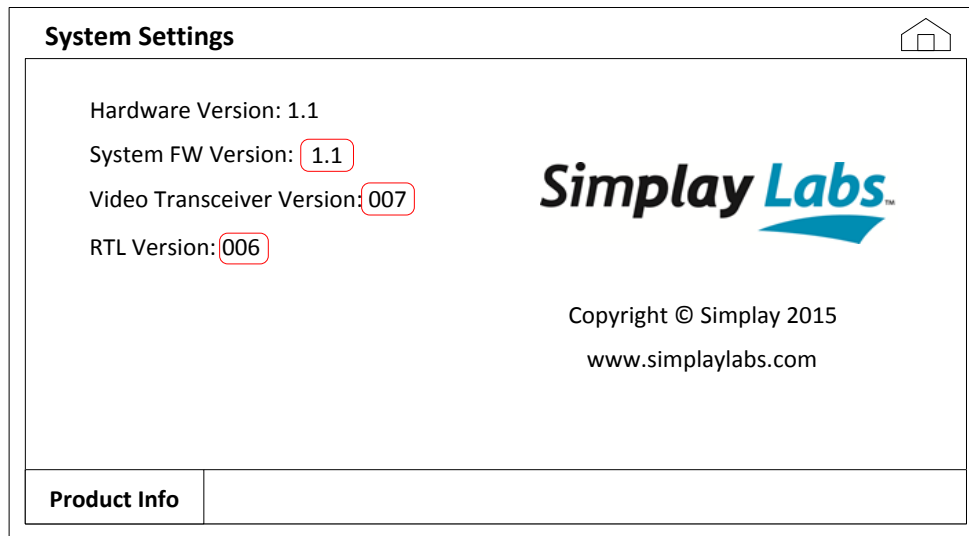 System Settings
Hardware Version: 1.1
System FW Version: 1.1
Video Transceiver Version: 007
RTL Version: 006
Simplay Labs™
Copyright © Simplay 2015
www.simplaylabs.com
Product Info